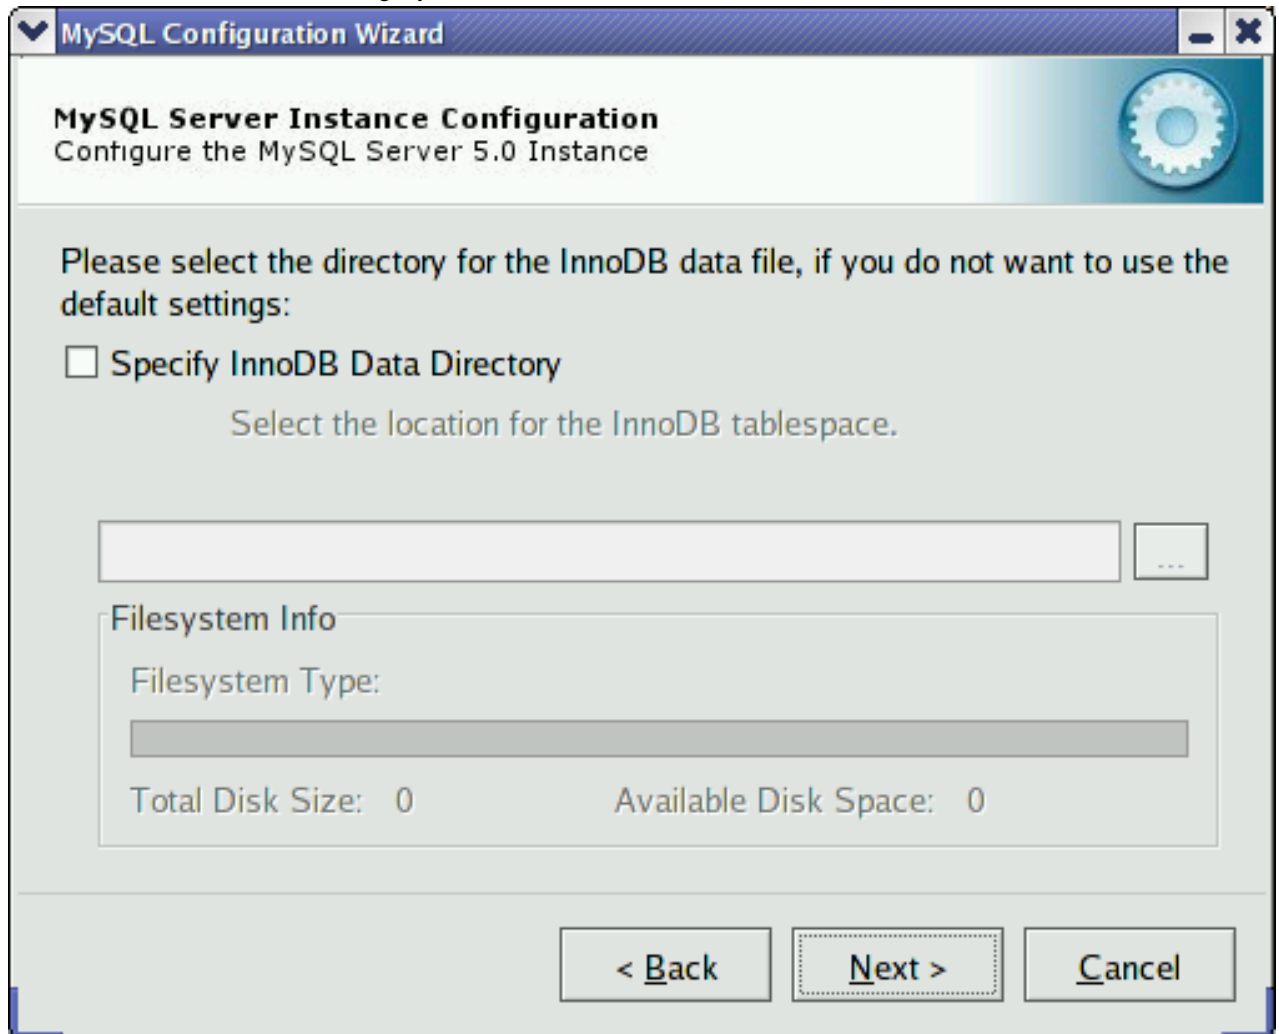 MySQL Configuration Wizard
MySQL Server Instance Configuration
Configure the MySQL Server 5.0 Instance
Please select the directory for the InnoDB data file, if you do not want to use the
default settings:
Specify InnoDB Data Directory
Select the location for the InnoDB tablespace.
...
Filesystem Info
Filesystem Type:
Total Disk Size: 0 Available Disk Space: 0
< Back Next > Cancel